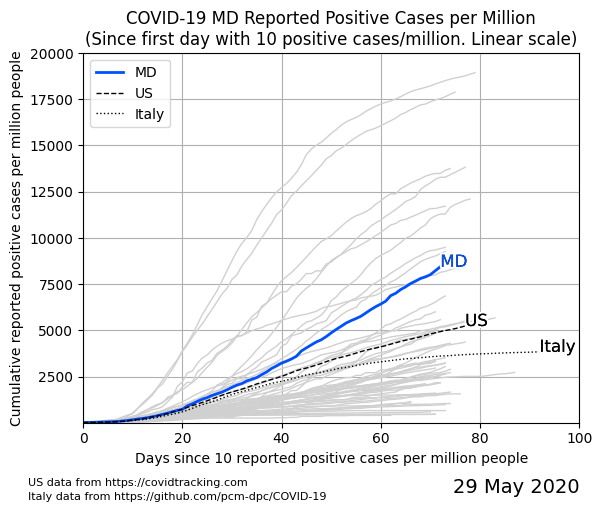 COVID-19 MD Reported Positive Cases per Million
(Since first day with 10 positive cases/million. Linear scale)
Cumulative reported positive cases per million people
20000
17500
15000
12500
10000
7500
5000
2500
MD
US
Italy
MD
US
Italy
0 20 40 60 80 100
Days since 10 reported positive cases per million people
US data from https://covidtracking.com
Italy data from https://github.com/pcm-dpc/COVID-19
29 May 2020